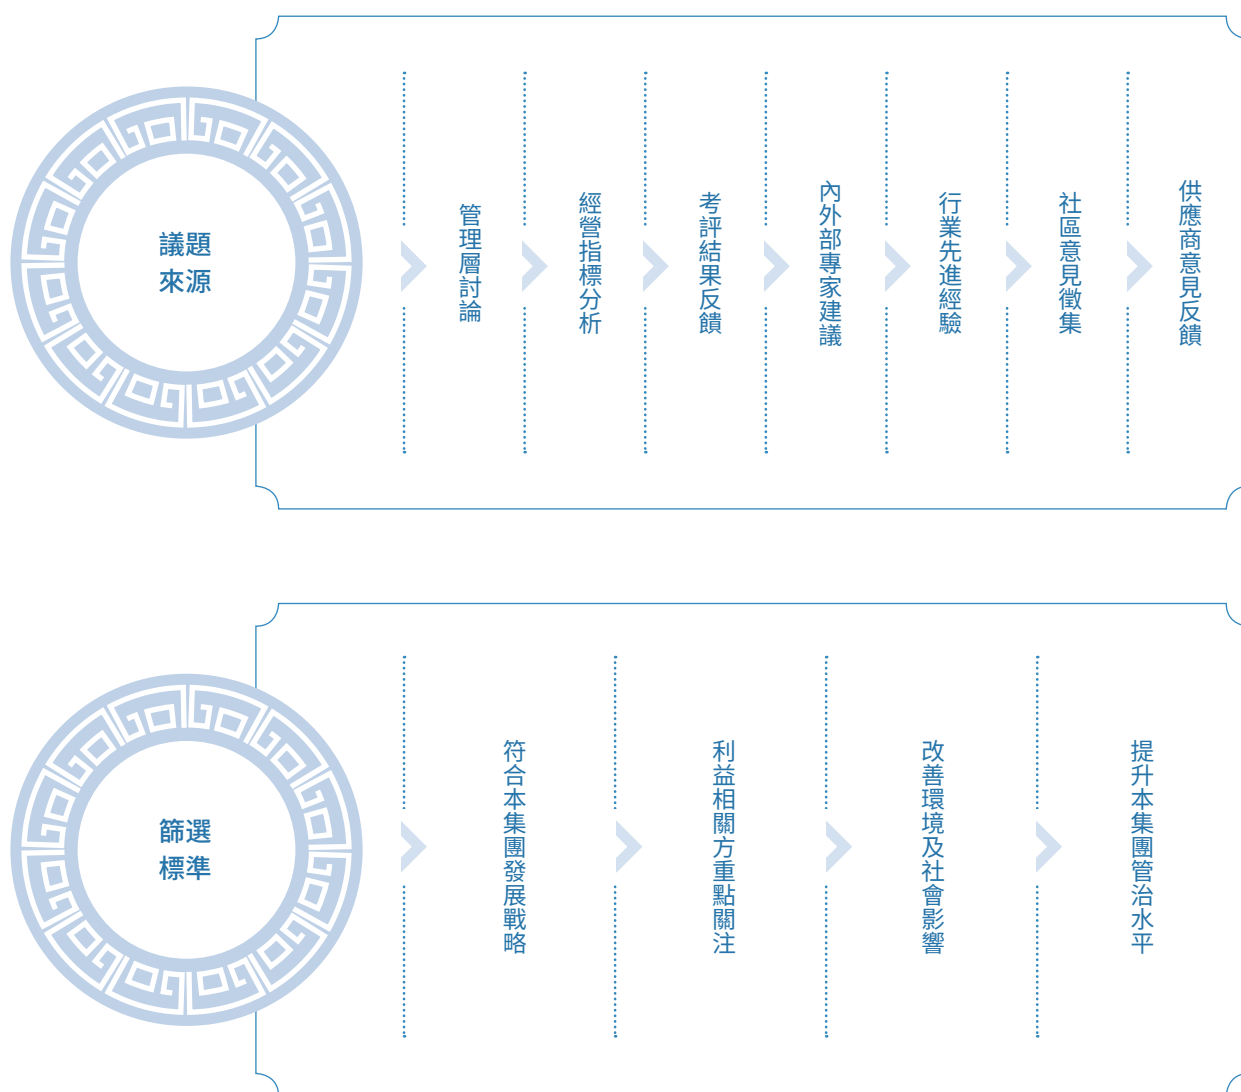 議題
來源
管理層討論
經營指標分析
考評結果反饋
內外部專家建議
行業先進經驗
社區意見徵集
供應商意見反饋
篩選
標準
符合本集團發展戰略
利益相關方重點關注
改善環境及社會影響
提升本集團管治水平